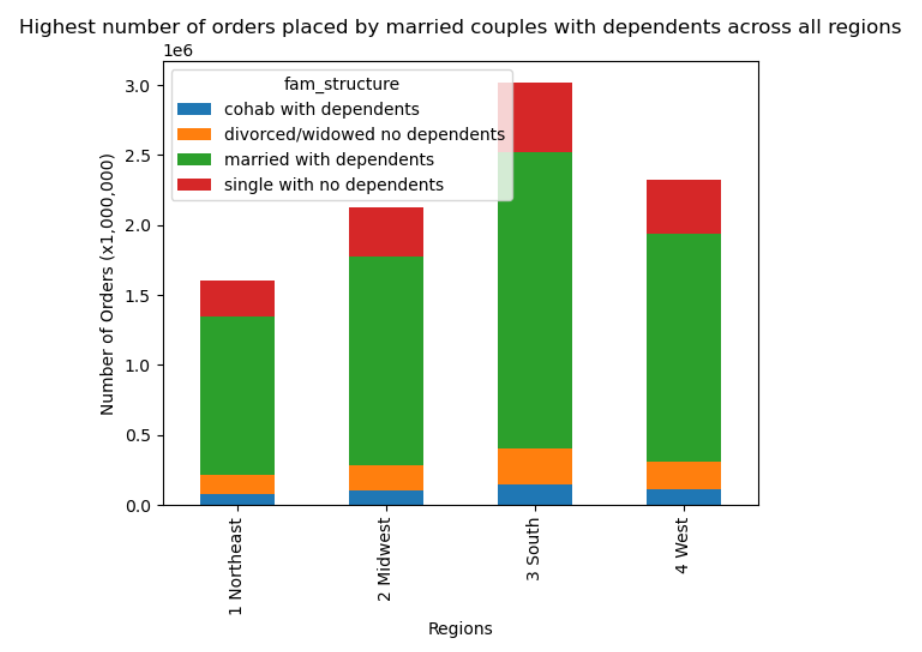 Highest number of orders placed by married couples with dependents across all regions
1e6
fam_structure
cohab with dependents
divorced/widowed no dependents
married with dependents
single with no dependents
3.0
2.5
2.0
1.5
1.0
0.5
0.0
Number of Orders (x1,000,000)
1 Northeast
2 Midwest
3 South
4 West
Regions